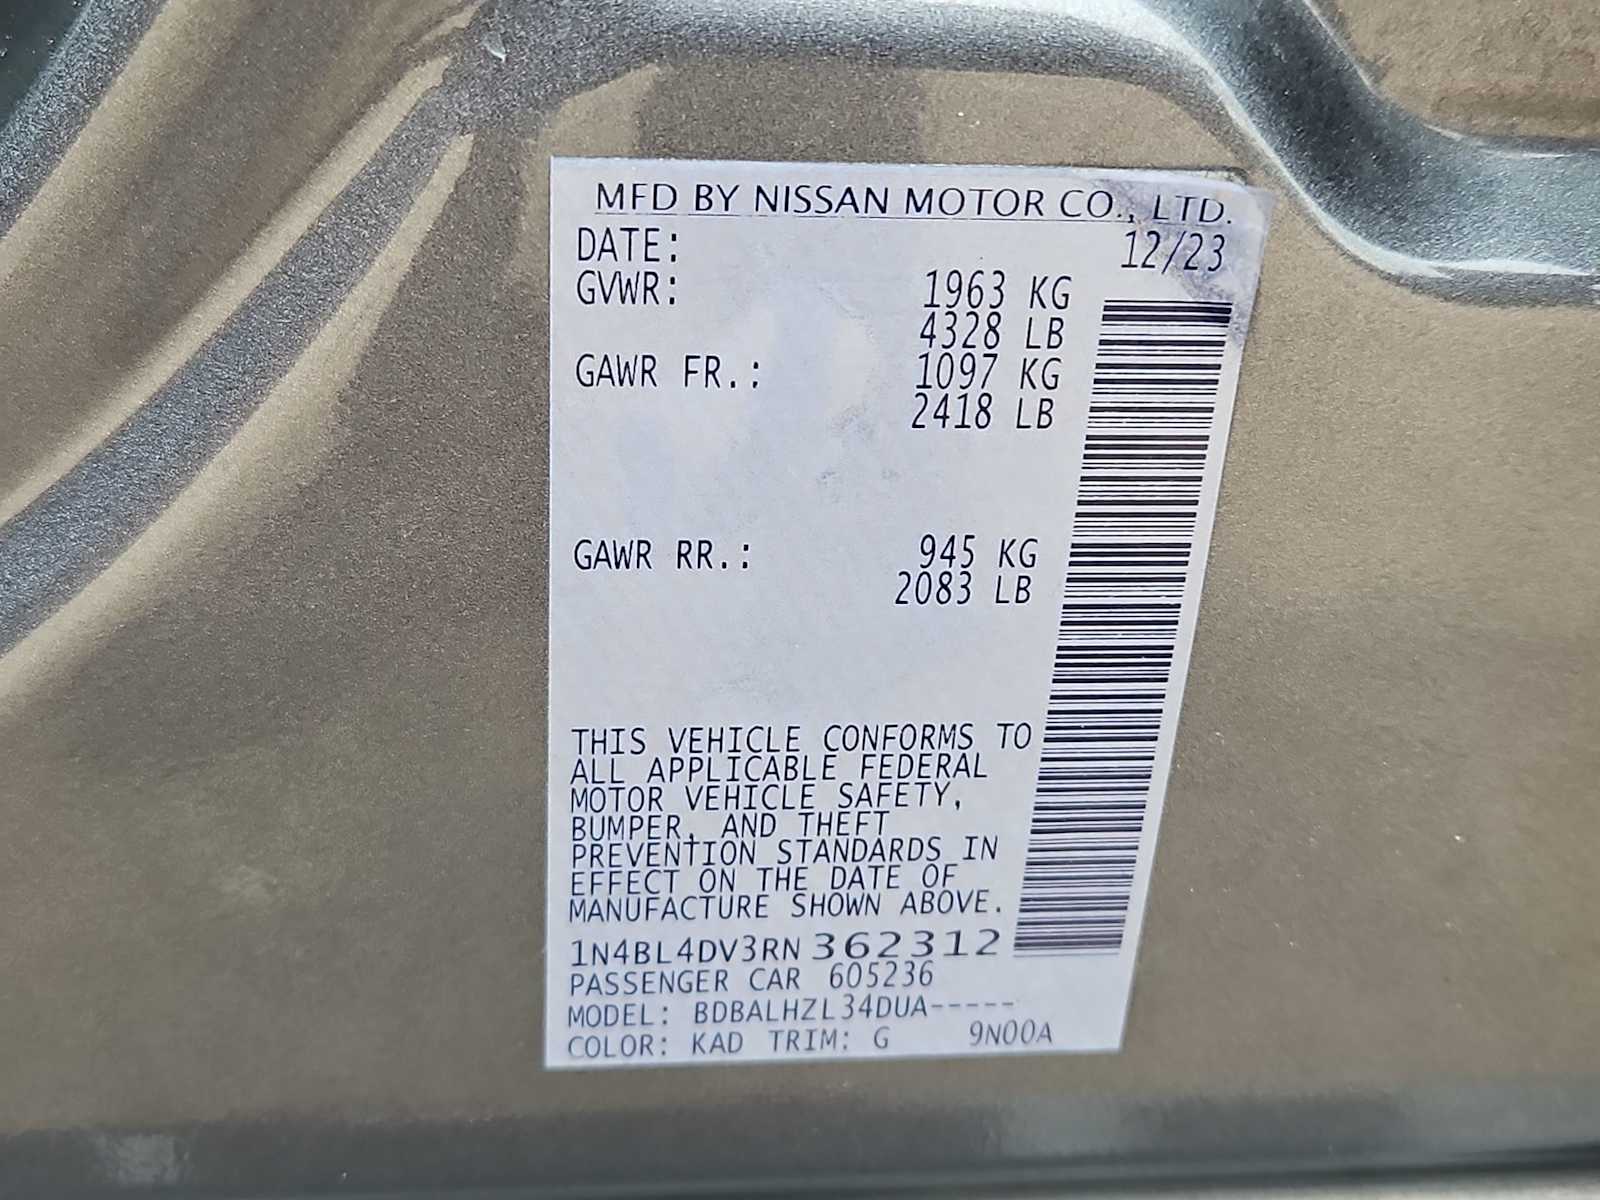 MFD BY NISSAN MOTOR CO., LTD.
DATE: 12/23
GVWR: 1963 KG
4328 LB
GAWR FR.: 1097 KG
2418 LB
GAWR RR.: 945 KG
2083 LB
THIS VEHICLE CONFORMS TO
ALL APPLICABLE FEDERAL
MOTOR VEHICLE SAFETY,
BUMPER, AND THEFT
PREVENTION STANDARDS IN
EFFECT ON THE DATE OF
MANUFACTURE SHOWN ABOVE.
1N4BL4DV3RN362312
PASSENGER CAR 605236
MODEL: BDBALHZL34DUA-----
COLOR: KAD TRIM: G 9N00A